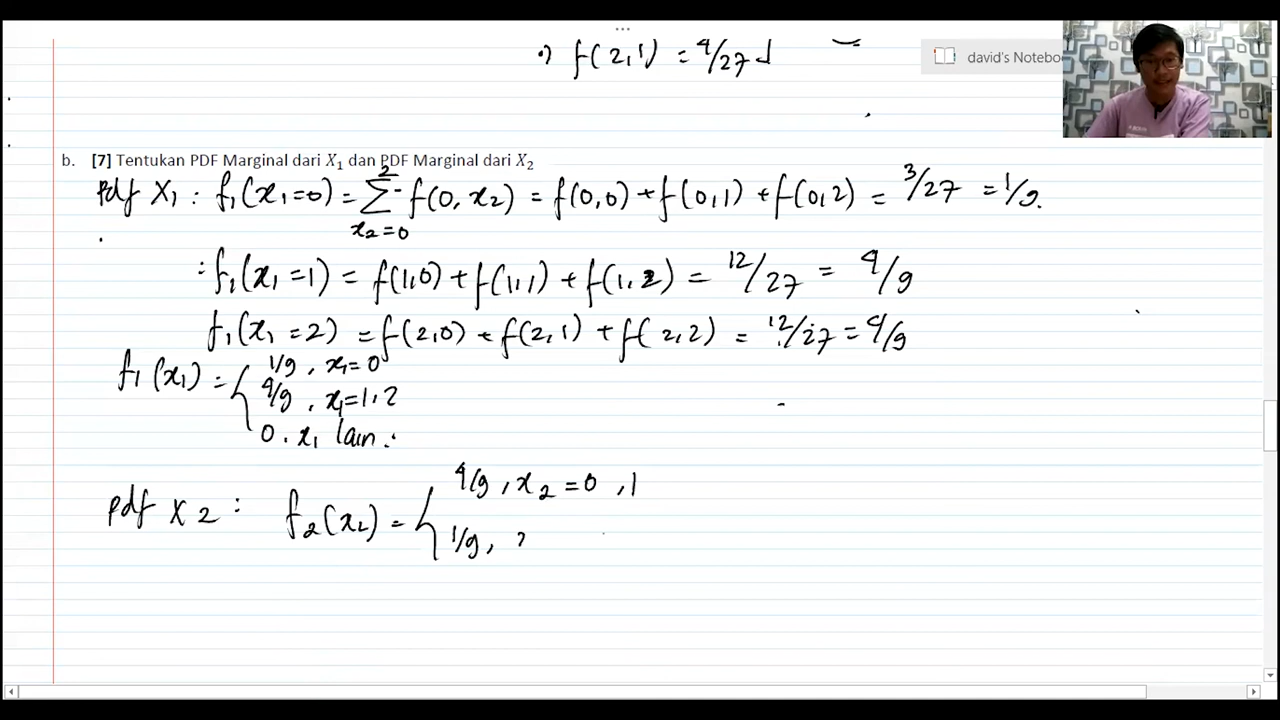 •) f(2,1) = 4/27
david's Notebo
b. [7] Tentukan PDF Marginal dari X₁ dan PDF Marginal dari X₂
pdf X₁ : f₁(x₁=0) = ∑ x₂=0 2 f(0, x₂) = f(0,0) + f(0,1) + f(0,2) = 3/27 = 1/9.
: f₁(x₁=1) = f(1,0) + f(1,1) + f(1,2) = 12/27 = 4/9
f₁(x₁=2) = f(2,0) + f(2,1) + f(2,2) = 12/27 = 4/9
f₁(x₁) = { 1/9, x₁=0
4/9, x₁=1,2
0, x₁ lain.
pdf X2 : f₂(x₂) = { 4/9, x₂=0,1
1/9,